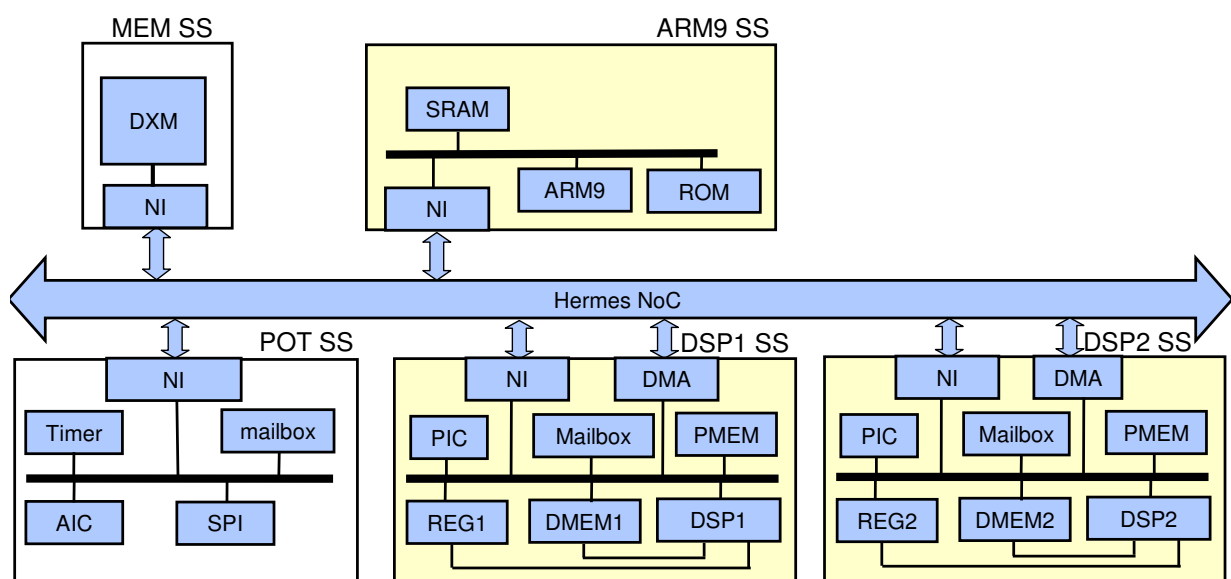 MEM SS
ARM9 SS
DXM
SRAM
NI
NI
ARM9
ROM
Hermes NoC
POT SS
DSP1 SS
DSP2 SS
NI
NI
DMA
NI
DMA
Timer
mailbox
PIC
Mailbox
PMEM
PIC
Mailbox
PMEM
AIC
SPI
REG1
DMEM1
DSP1
REG2
DMEM2
DSP2